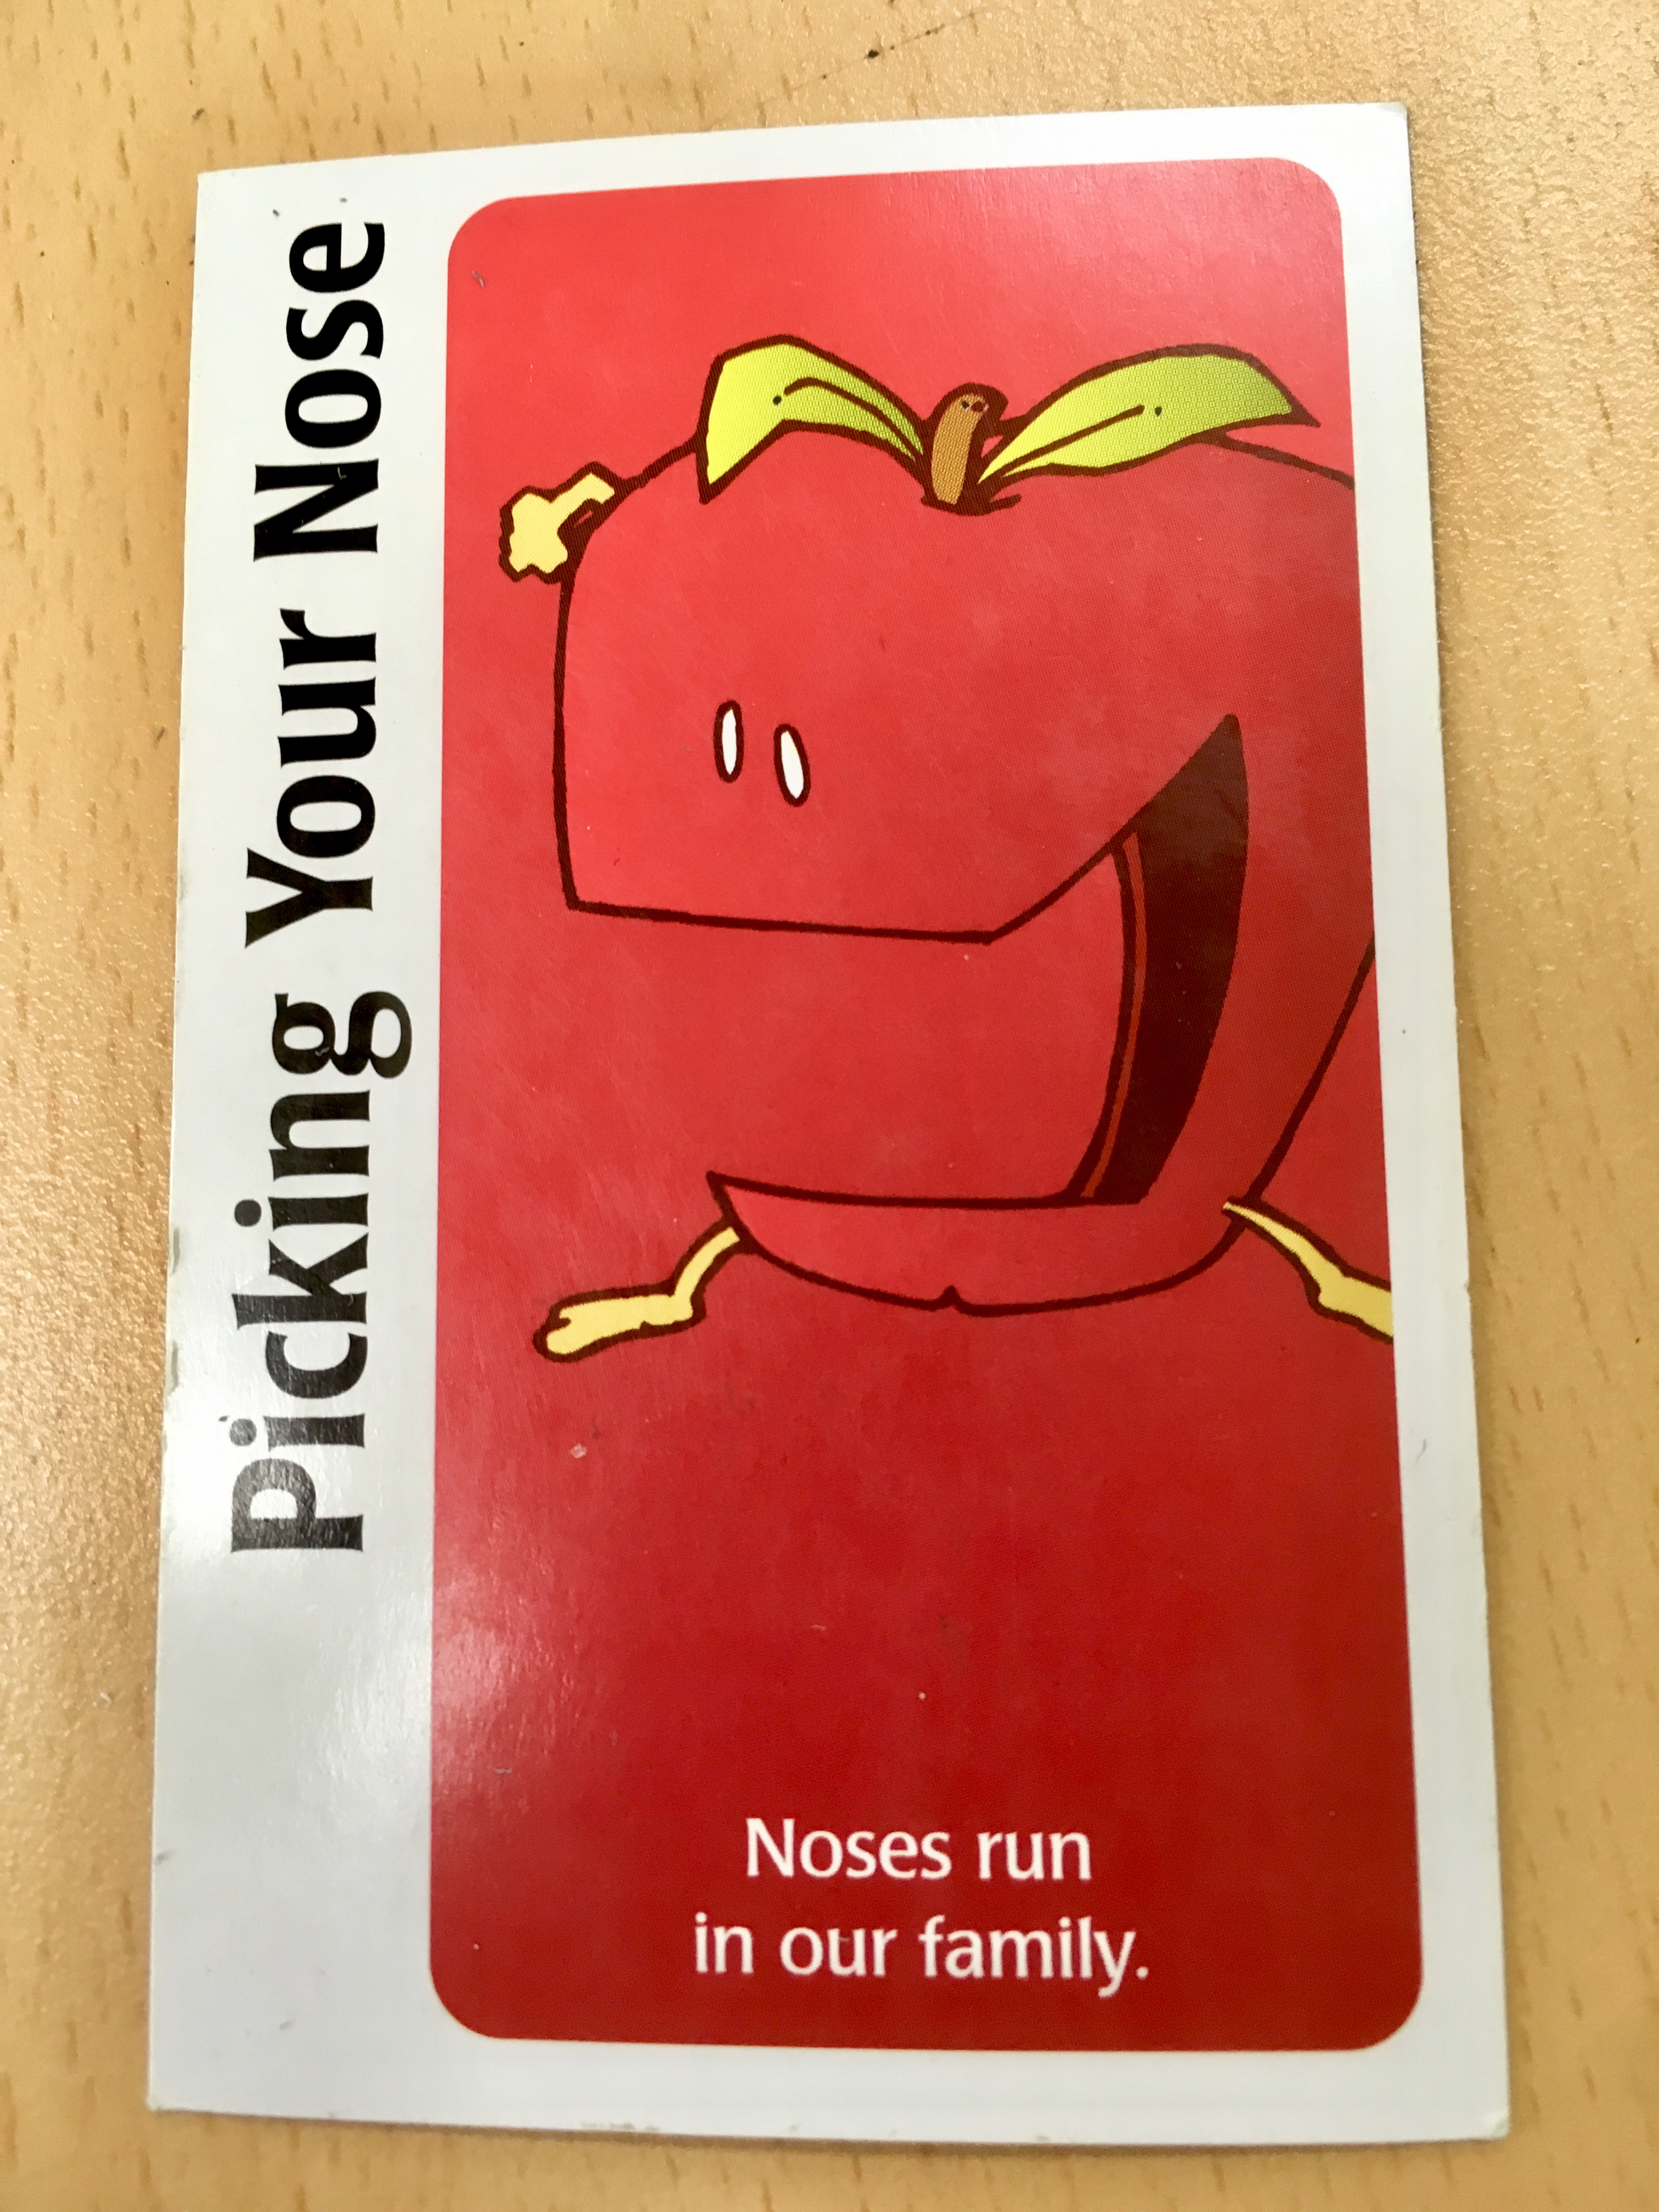 Picking Your Nose
Noses run
in our family.